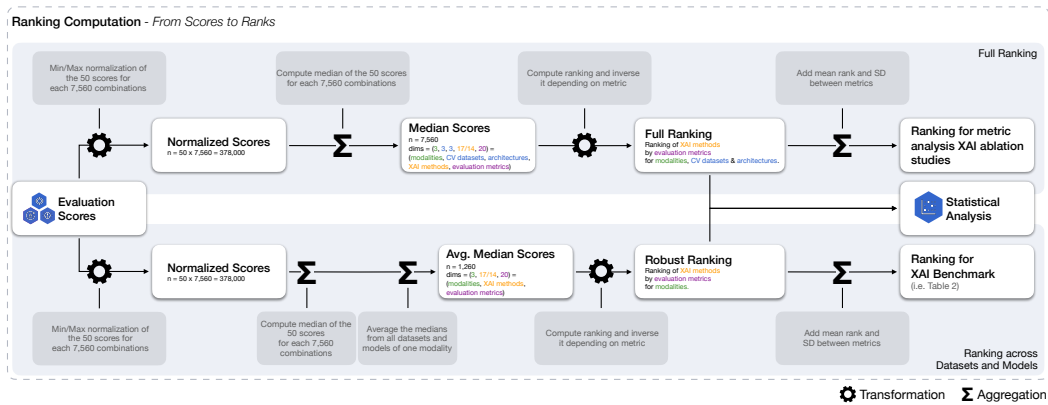 Ranking Computation - From Scores to Ranks
Full Ranking
Min/Max normalization of
the 50 scores for
each 7,560 combinations
Compute median of the 50 scores
for each 7,560 combinations
Compute ranking and inverse
it depending on metric
Add mean rank and SD
between metrics
Normalized Scores
n = 50 x 7,560 = 378,000
Σ
Median Scores
n = 7,560
dims = (3, 3, 3, 17/14, 20) =
(modalities, CV datasets, architectures,
XAI methods, evaluation metrics)
Full Ranking
Ranking of XAI methods
by evaluation metrics
for modalities, CV datasets & architectures.
Σ
Ranking for metric
analysis XAI ablation
studies
Evaluation
Scores
Statistical
Analysis
Normalized Scores
n = 50 x 7,560 = 378,000
Σ
Σ
Avg. Median Scores
n = 1,260
dims = (3, 17/14, 20) =
(modalities, XAI methods,
evaluation metrics)
Robust Ranking
Ranking of XAI methods
by evaluation metrics
for modalities.
Σ
Ranking for
XAI Benchmark
(i.e. Table 2)
Min/Max normalization of
the 50 scores for
each 7,560 combinations
Compute median of the
50 scores
for each 7,560
combinations
Average the medians
from all datasets and
models of one modality
Compute ranking and inverse
it depending on metric
Add mean rank and
SD between metrics
Ranking across
Datasets and Models
Transformation
Σ Aggregation